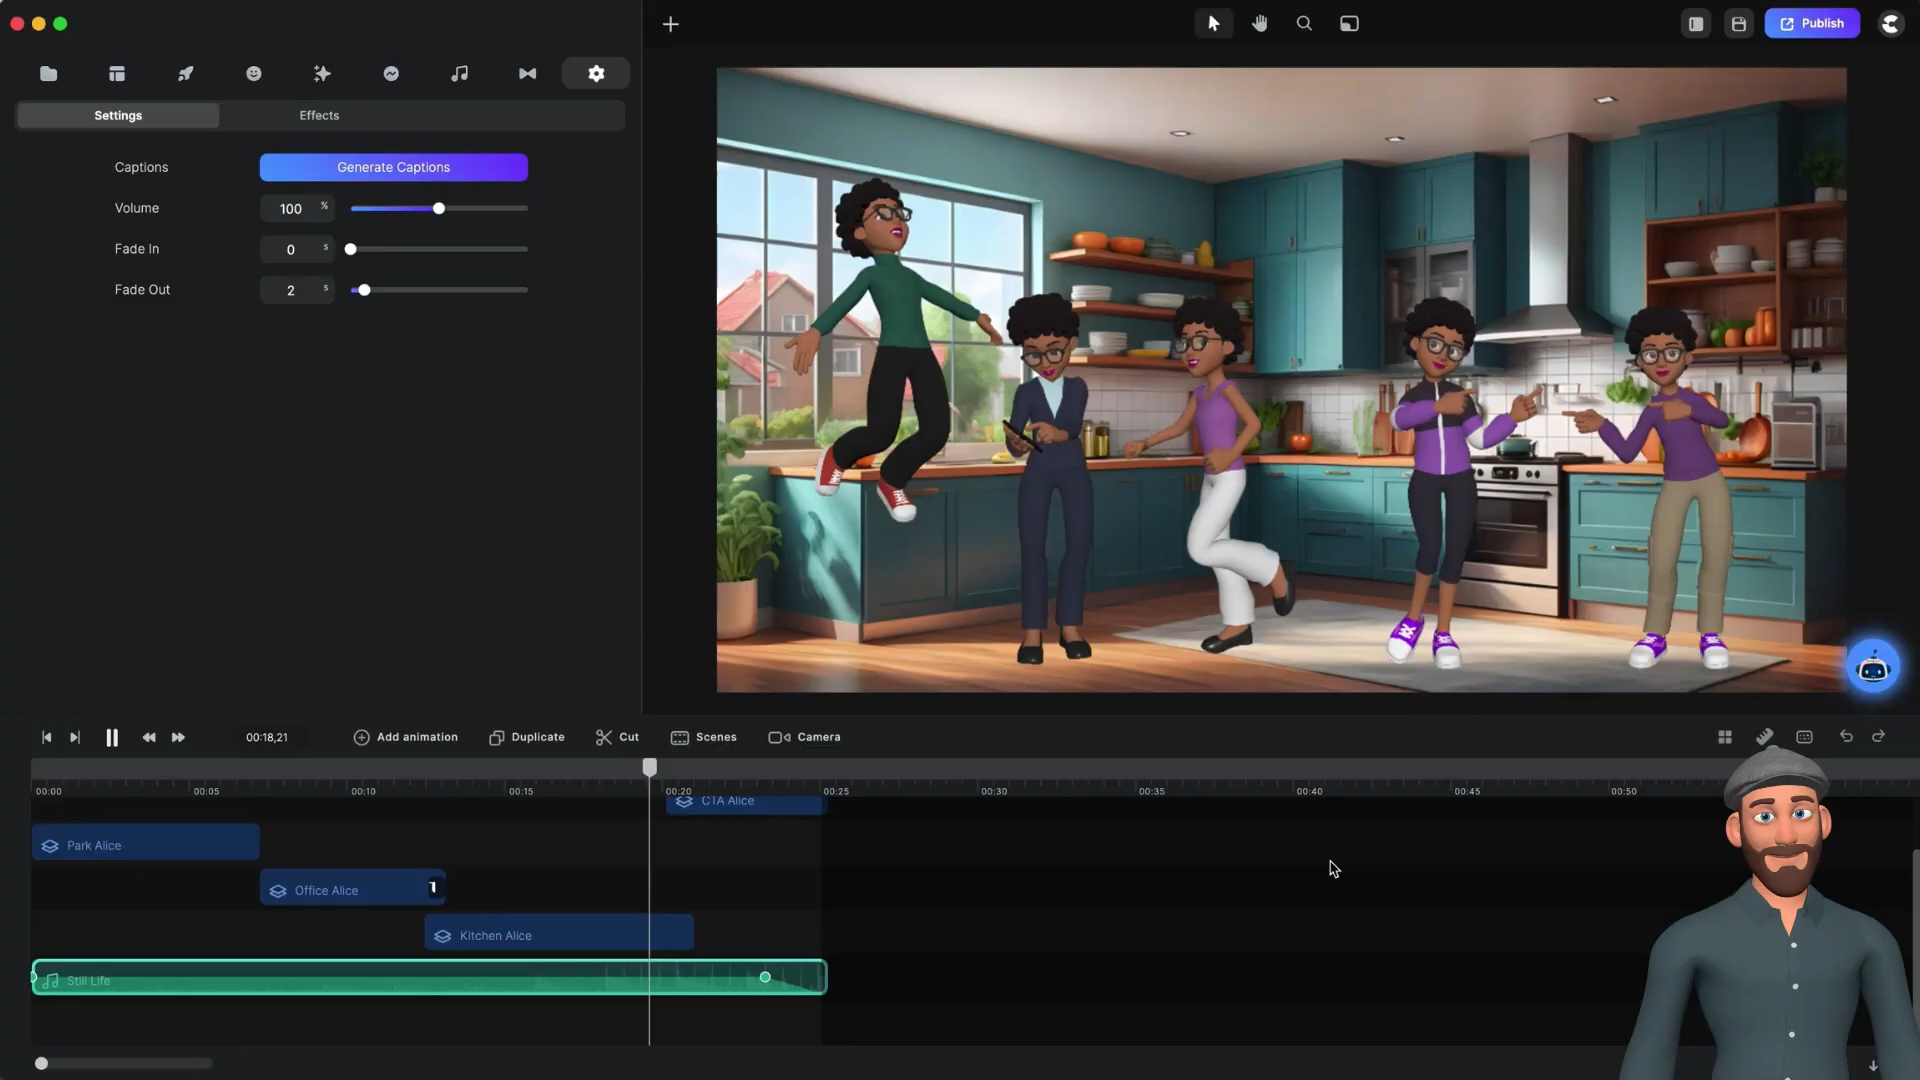 Publish
Settings
Effects
Captions
Generate Captions
Volume
100 %
Fade In
0 s
Fade Out
2 s
00:18,21
Add animation
Duplicate
Cut
Scenes
Camera
00:00
00:05
00:10
00:15
00:20
00:25
00:30
00:35
00:40
00:45
00:50
CTA Alice
Park Alice
Office Alice
Kitchen Alice
Still Life